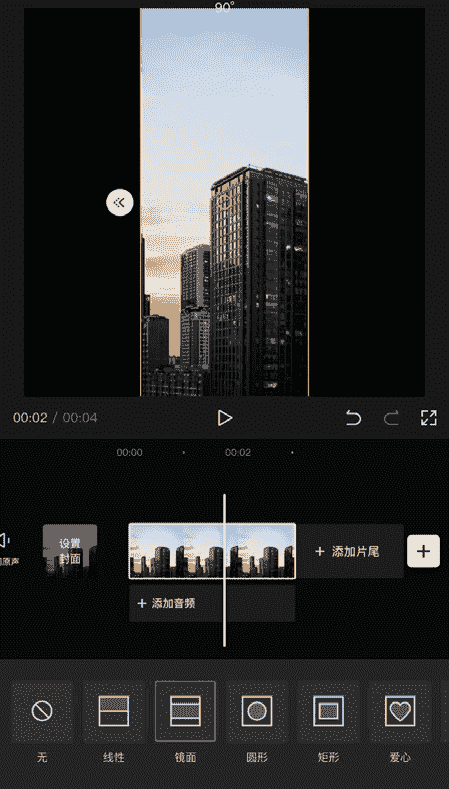 90°
00:02 / 00:04
00:00
00:02
设置
封面
原声
+ 添加片尾
+
+ 添加音频
无
线性
镜面
圆形
矩形
爱心